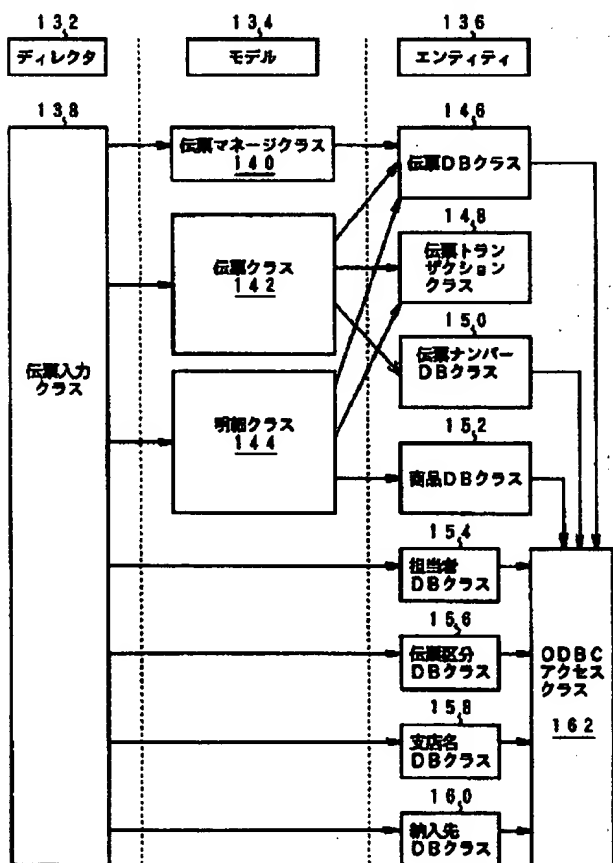 132
ディレクタ
134
モデル
136
エンティティ
138
伝票入力
クラス
伝票マネージクラス
140
伝票クラス
142
明細クラス
144
146
伝票DBクラス
148
伝票トラン
ザクション
クラス
150
伝票ナンバー
DBクラス
152
商品DBクラス
154
担当者
DBクラス
156
伝票区分
DBクラス
158
支店名
DBクラス
160
納入先
DBクラス
ODBC
アクセス
クラス
162